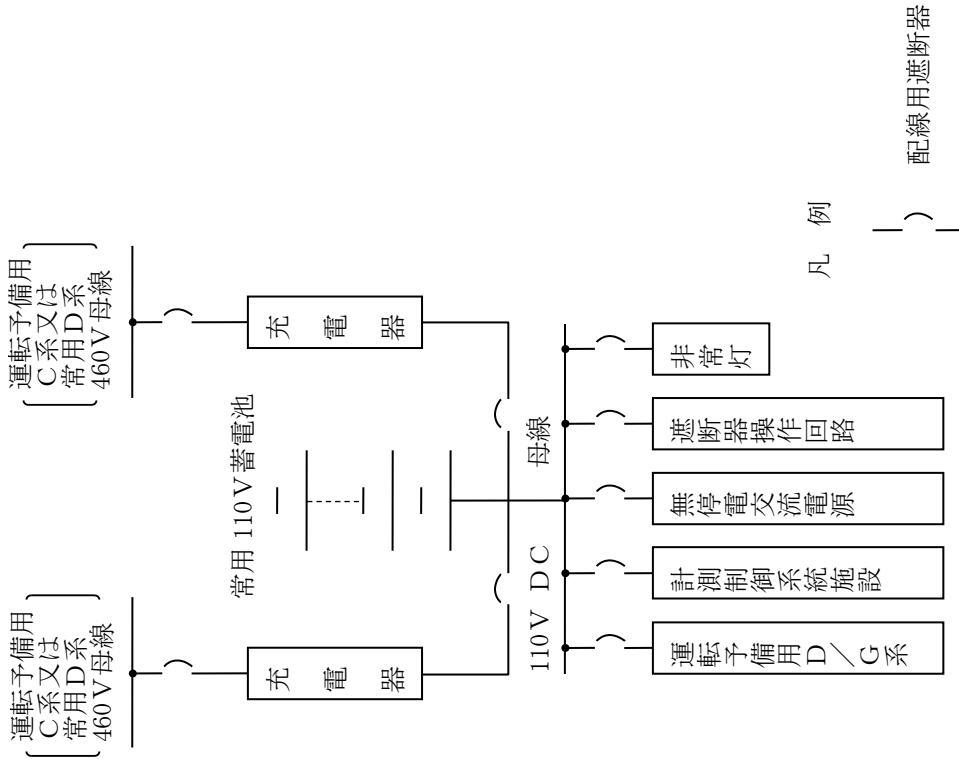 運転予備用
C系又は
常用D系
460V母線
運転予備用
C系又は
常用D系
460V母線
充電器
充電器
常用 110V蓄電池
110V DC 母線
運転予備用D/G系
計測制御系統施設
無停電交流電源
遮断器操作回路
非常灯
凡例
配線用遮断器